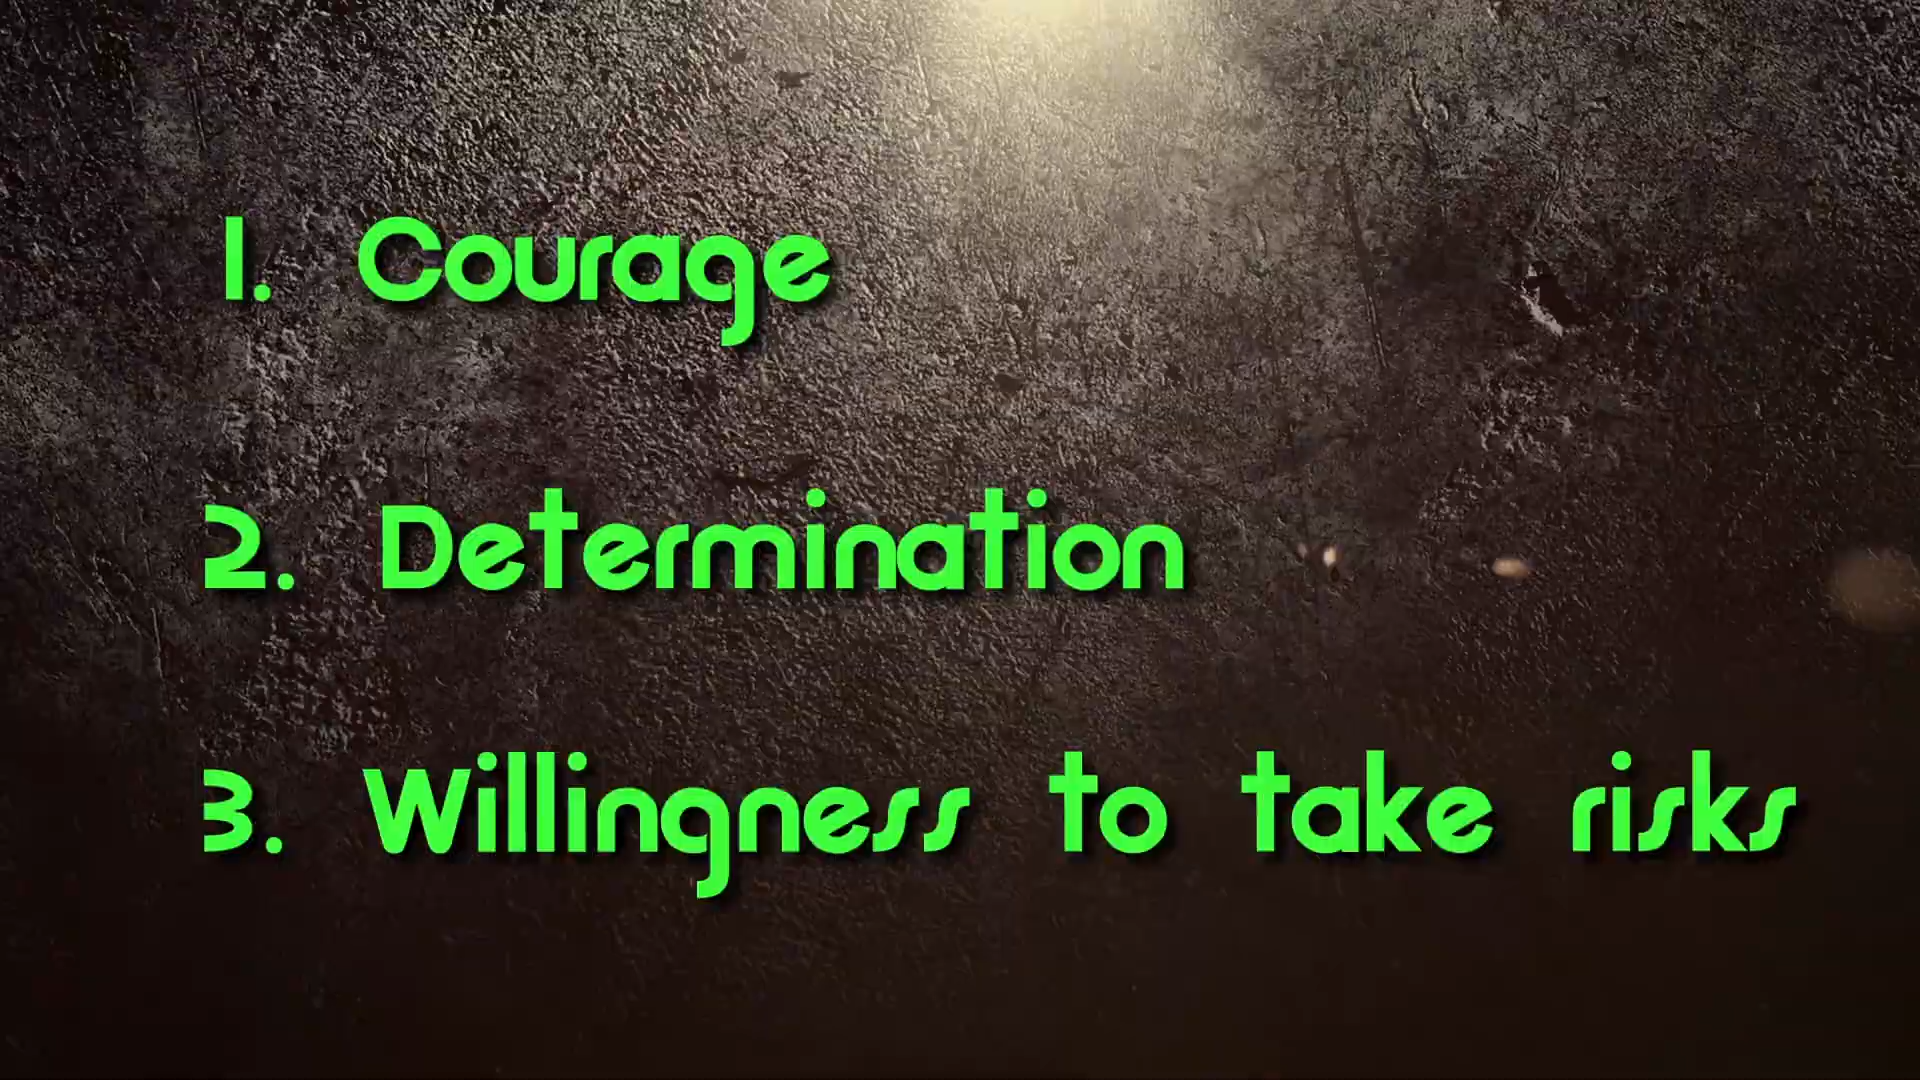 1. Courage
2. Determination
3. Willingness to take risks